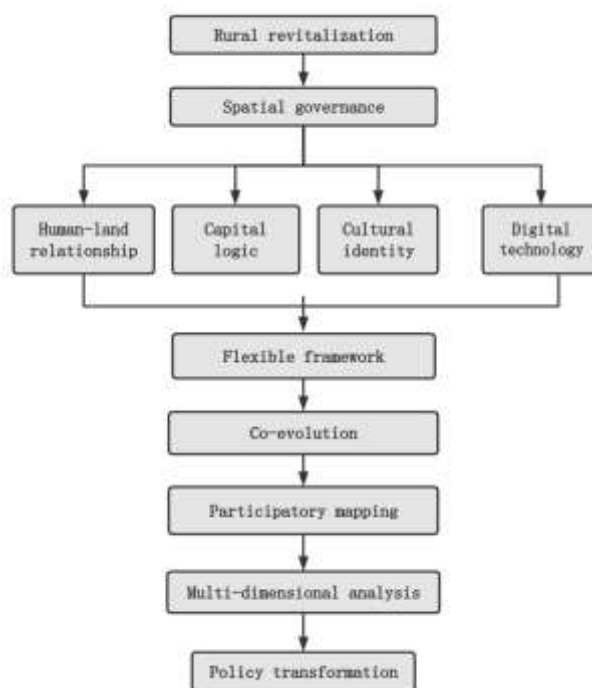 Rural revitalization
Spatial governance
Human-land
relationship
Capital
logic
Cultural
identity
Digital
technology
Flexible framework
Co-evolution
Participatory mapping
Multi-dimensional analysis
Policy transformation